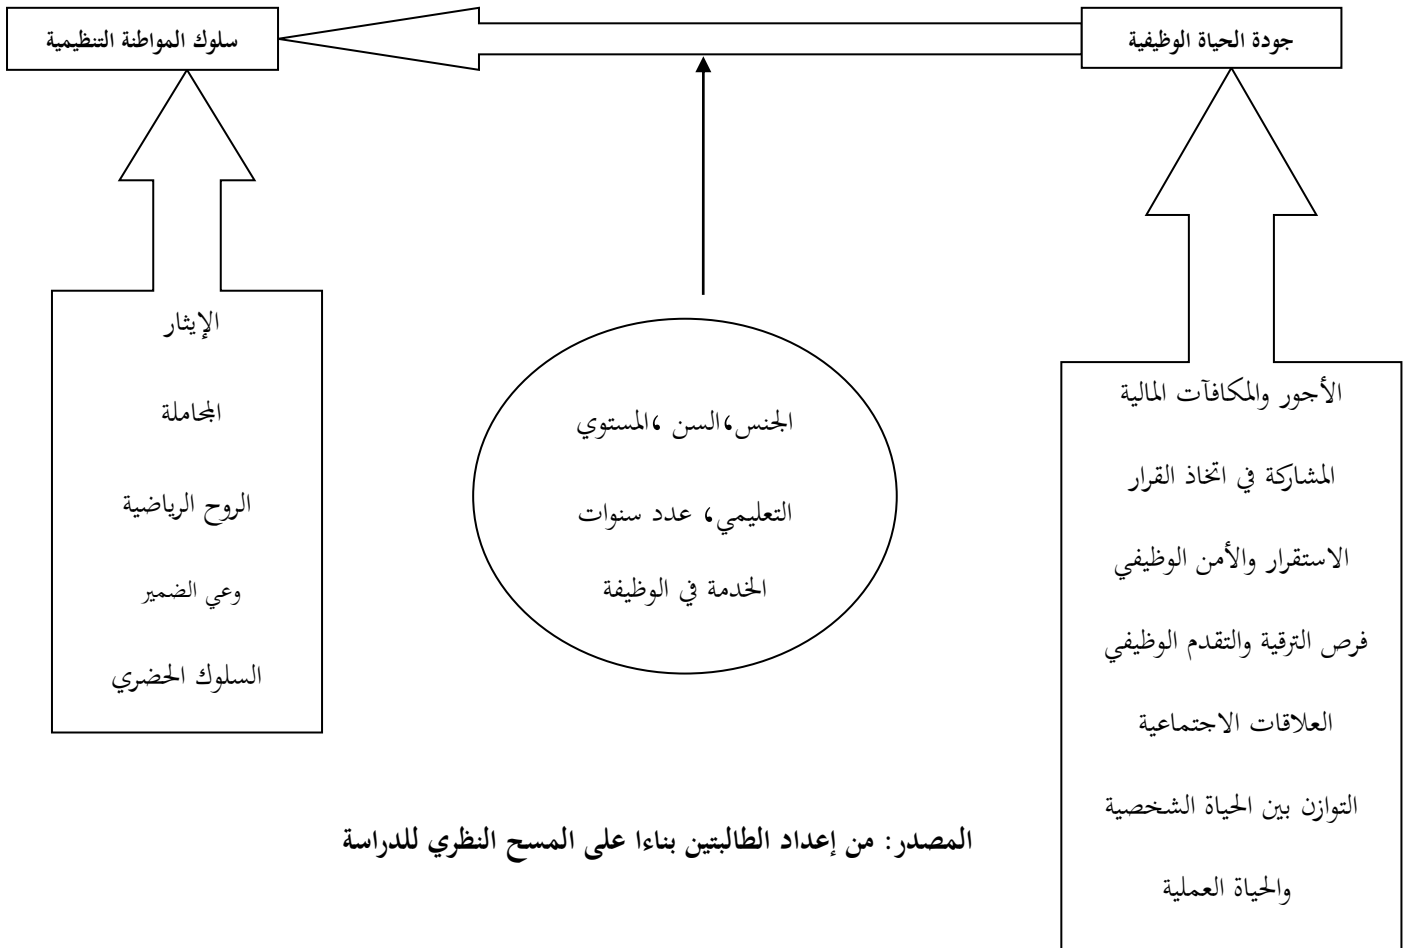 جودة الحياة الوظيفية
سلوك المواطنة التنظيمية
الأجور والمكافآت المالية
المشاركة في اتخاذ القرار
الاستقرار والأمن الوظيفي
فرص الترقية والتقدم الوظيفي
العلاقات الاجتماعية
التوازن بين الحياة الشخصية
والحياة العملية
الجنس،السن ،المستوي
التعليمي، عدد سنوات
الخدمة في الوظيفة
الإيثار
المجاملة
الروح الرياضية
وعي الضمير
السلوك الحضري
المصدر: من إعداد الطالبتين بناءا على المسح النظري للدراسة